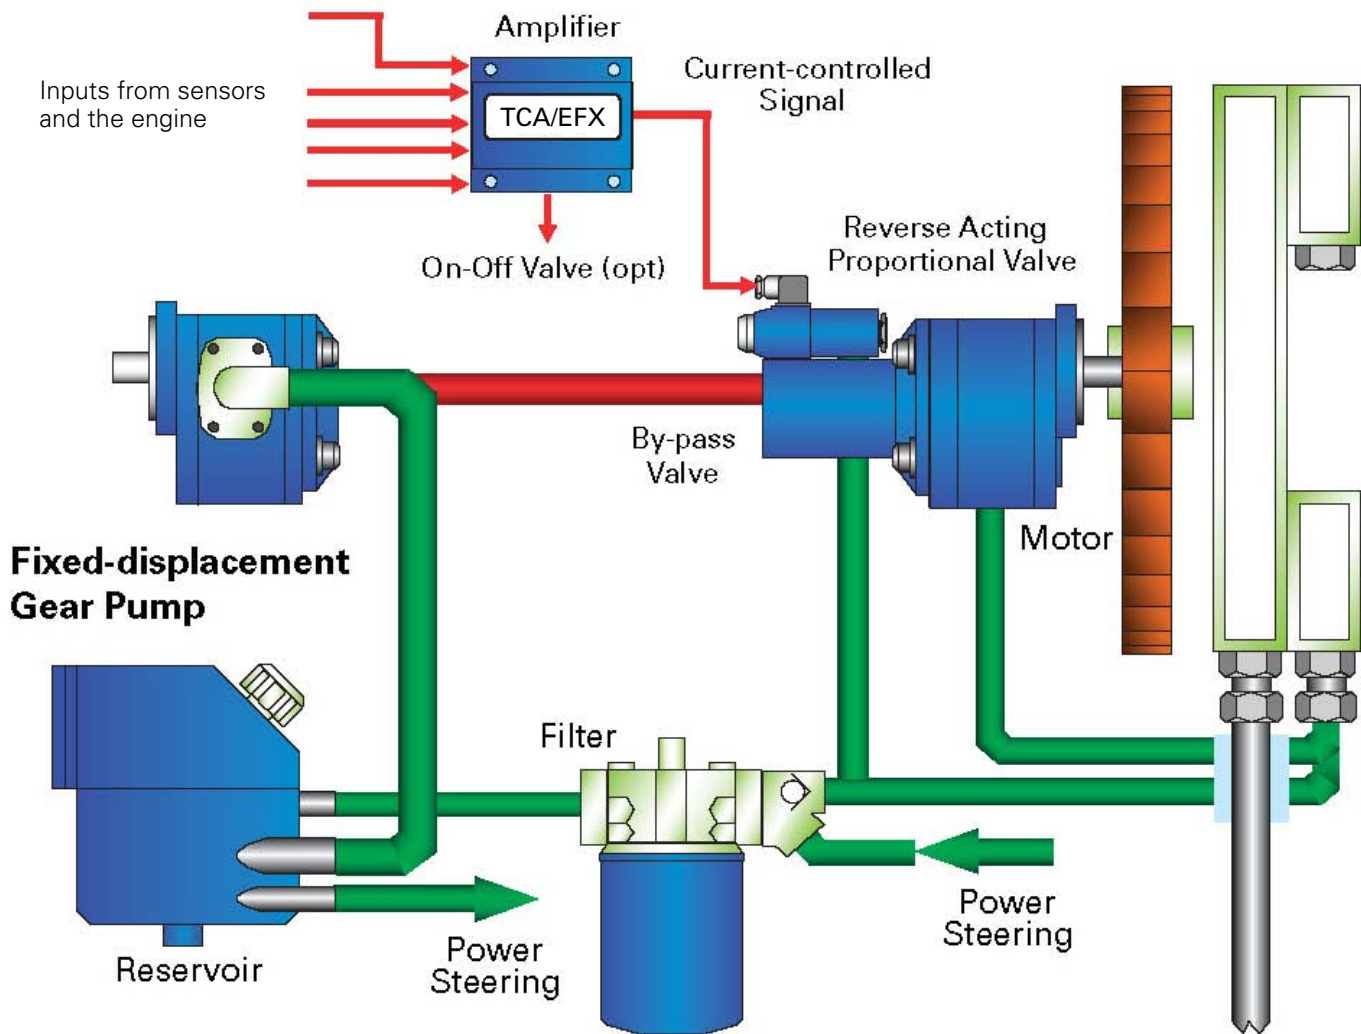 Amplifier
Inputs from sensors
and the engine
TCA/EFX
Current-controlled
Signal
On-Off Valve (opt)
Reverse Acting
Proportional Valve
By-pass
Valve
Motor
Fixed-displacement
Gear Pump
Filter
Reservoir
Power
Steering
Power
Steering